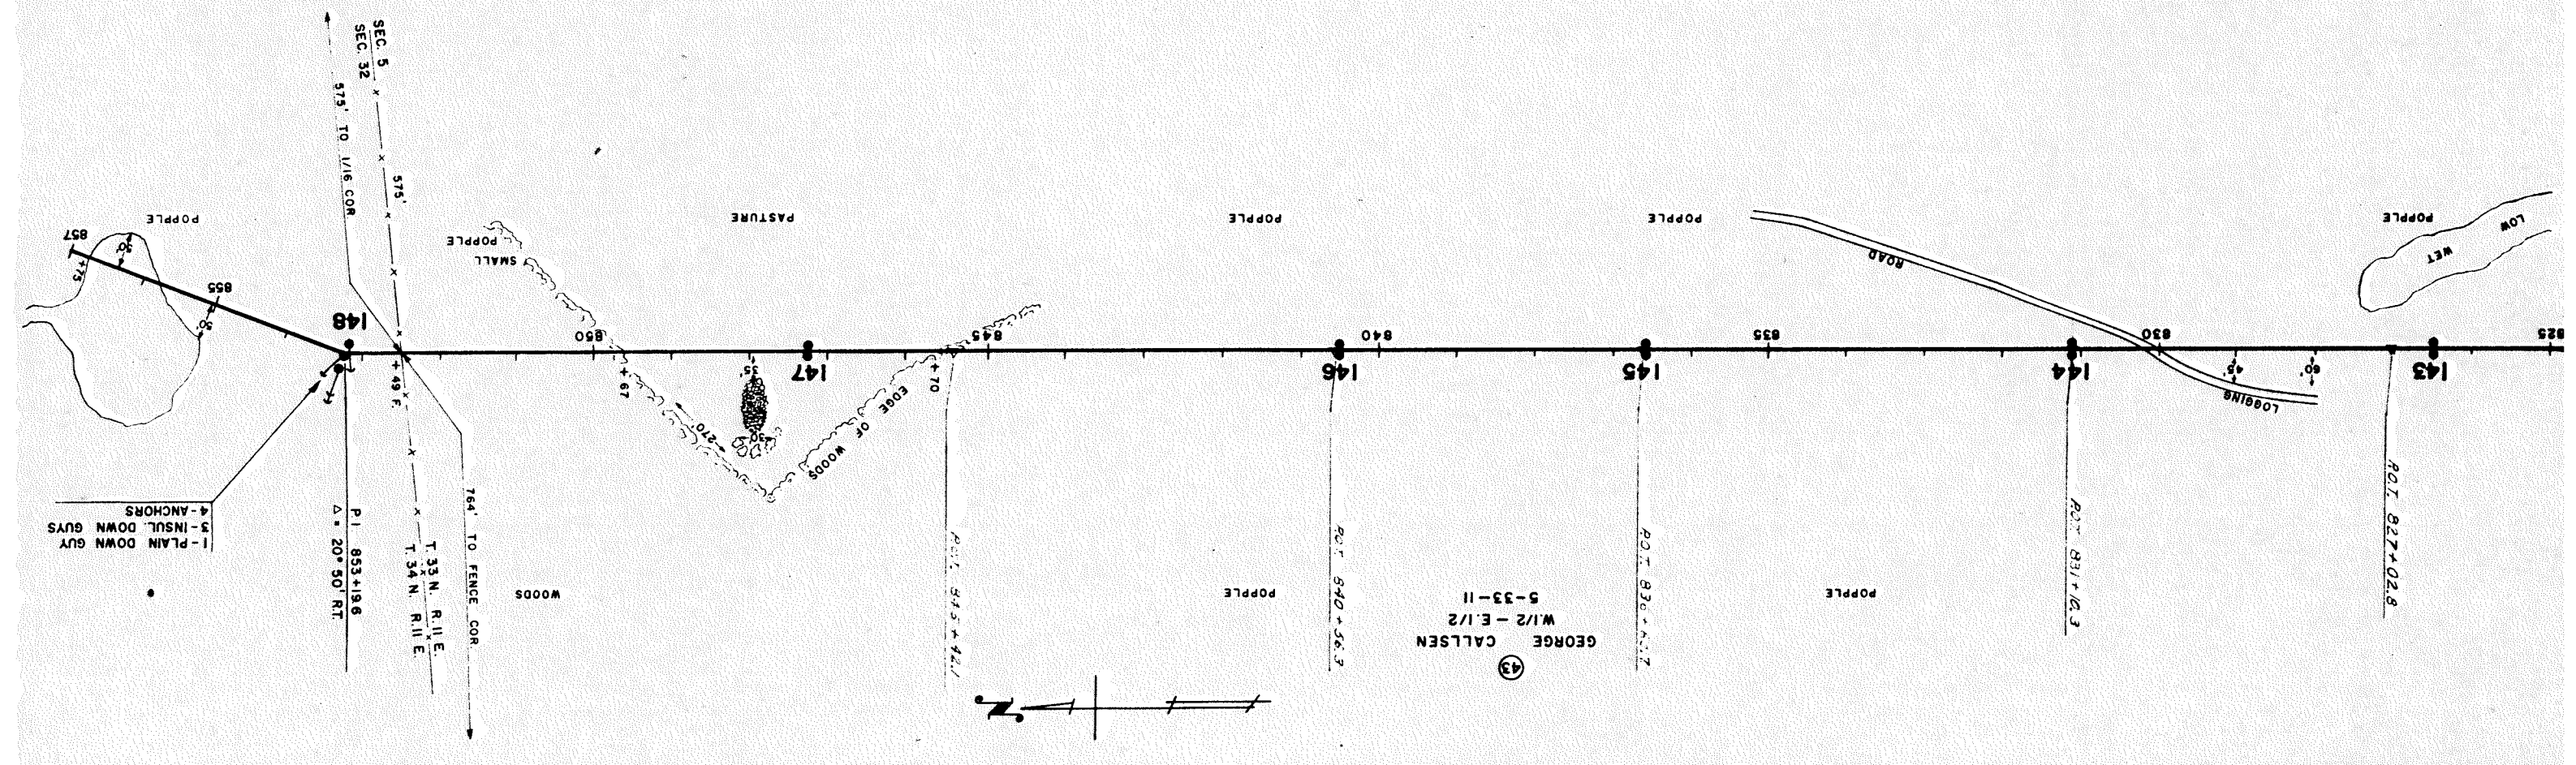 1-PLAIN DOWN GUY
3-INSUL. DOWN GUYS
4-ANCHORS
P I 853+19.6
△ = 20° 50' RT.
T. 33 N. R. 11 E.
T. 34 N. R. 11 E.
764' TO FENCE COR.
WOODS
POPPLE
43
GEORGE CALLSEN
W.1/2 - E.1/2
5-33-11
POPPLE
N
P.O.T. 827+02.8
P.O.T. 831+10.3
P.O.T.
P.O.T. 840+56.3
P.O.T. 845+42.1
LOGGING
ROAD
45'
60'
EDGE OF WOODS
270'
30'
35'
+ 67
+ 70
+ 49 F.
143
144
145
146
147
148
825
830
835
840
845
850
855
857
+75
50'
50'
SMALL
POPPLE
POPPLE
PASTURE
POPPLE
POPPLE
POPPLE
LOW
WET
575'
575' TO 1/16 COR.
SEC. 5
SEC. 32